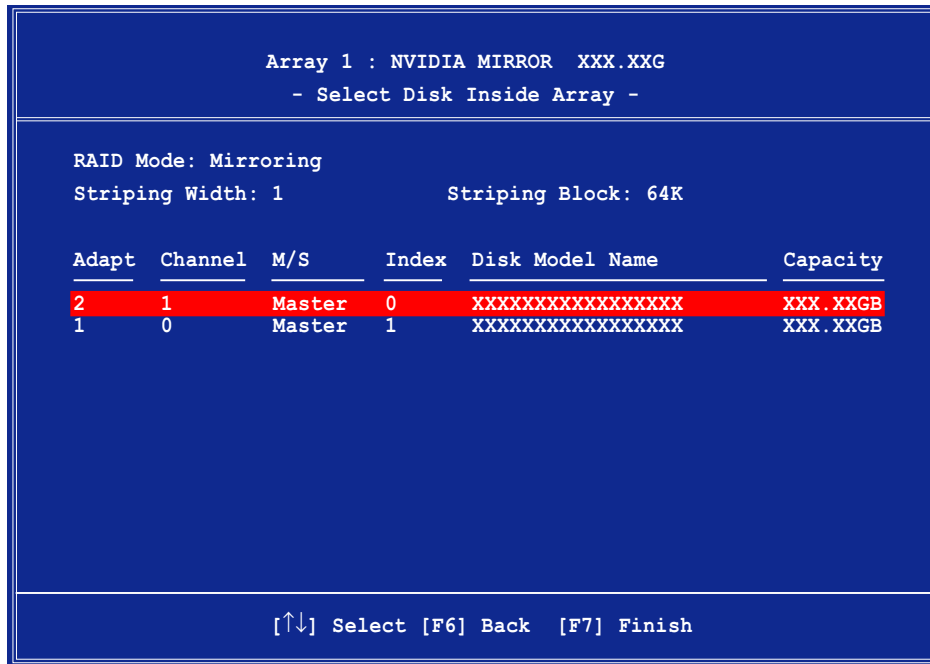 Array 1 : NVIDIA MIRROR XXX.XXG
- Select Disk Inside Array -
RAID Mode: Mirroring
Striping Width: 1 Striping Block: 64K
Adapt Channel M/S Index Disk Model Name Capacity
2 1 Master 0 XXXXXXXXXXXXXXXXX XXX.XXGB
1 0 Master 1 XXXXXXXXXXXXXXXXX XXX.XXGB
[↑↓] Select [F6] Back [F7] Finish